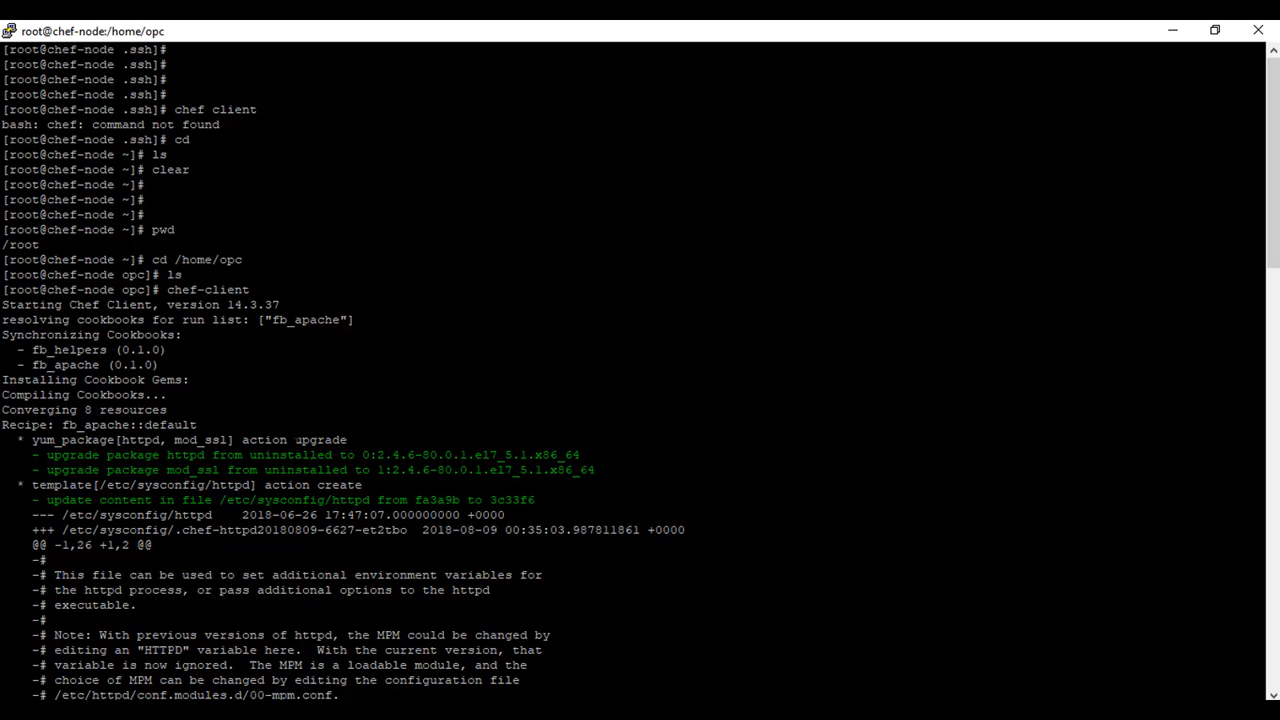 root@chef-node:/home/opc
[root@chef-node .ssh]#
[root@chef-node .ssh]#
[root@chef-node .ssh]#
[root@chef-node .ssh]#
[root@chef-node .ssh]# chef client
bash: chef: command not found
[root@chef-node .ssh]# cd
[root@chef-node ~]# ls
[root@chef-node ~]# clear
[root@chef-node ~]#
[root@chef-node ~]#
[root@chef-node ~]#
[root@chef-node ~]# pwd
/root
[root@chef-node ~]# cd /home/opc
[root@chef-node opc]# ls
[root@chef-node opc]# chef-client
Starting Chef Client, version 14.3.37
resolving cookbooks for run list: ["fb_apache"]
Synchronizing Cookbooks:
  - fb_helpers (0.1.0)
  - fb_apache (0.1.0)
Installing Cookbook Gems:
Compiling Cookbooks...
Converging 8 resources
Recipe: fb_apache::default
  * yum_package[httpd, mod_ssl] action upgrade
    - upgrade package httpd from uninstalled to 0:2.4.6-80.0.1.el7_5.1.x86_64
    - upgrade package mod_ssl from uninstalled to 1:2.4.6-80.0.1.el7_5.1.x86_64
  * template[/etc/sysconfig/httpd] action create
    - update content in file /etc/sysconfig/httpd from fa3a9b to 3c33f6
    --- /etc/sysconfig/httpd    2018-06-26 17:47:07.000000000 +0000
    +++ /etc/sysconfig/.chef-httpd20180809-6627-et2tbo  2018-08-09 00:35:03.987811861 +0000
    @@ -1,26 +1,2 @@
    -#
    -# This file can be used to set additional environment variables for
    -# the httpd process, or pass additional options to the httpd
    -# executable.
    -#
    -# Note: With previous versions of httpd, the MPM could be changed by
    -# editing an "HTTPD" variable here.  With the current version, that
    -# variable is now ignored.  The MPM is a loadable module, and the
    -# choice of MPM can be changed by editing the configuration file
    -# /etc/httpd/conf.modules.d/00-mpm.conf.